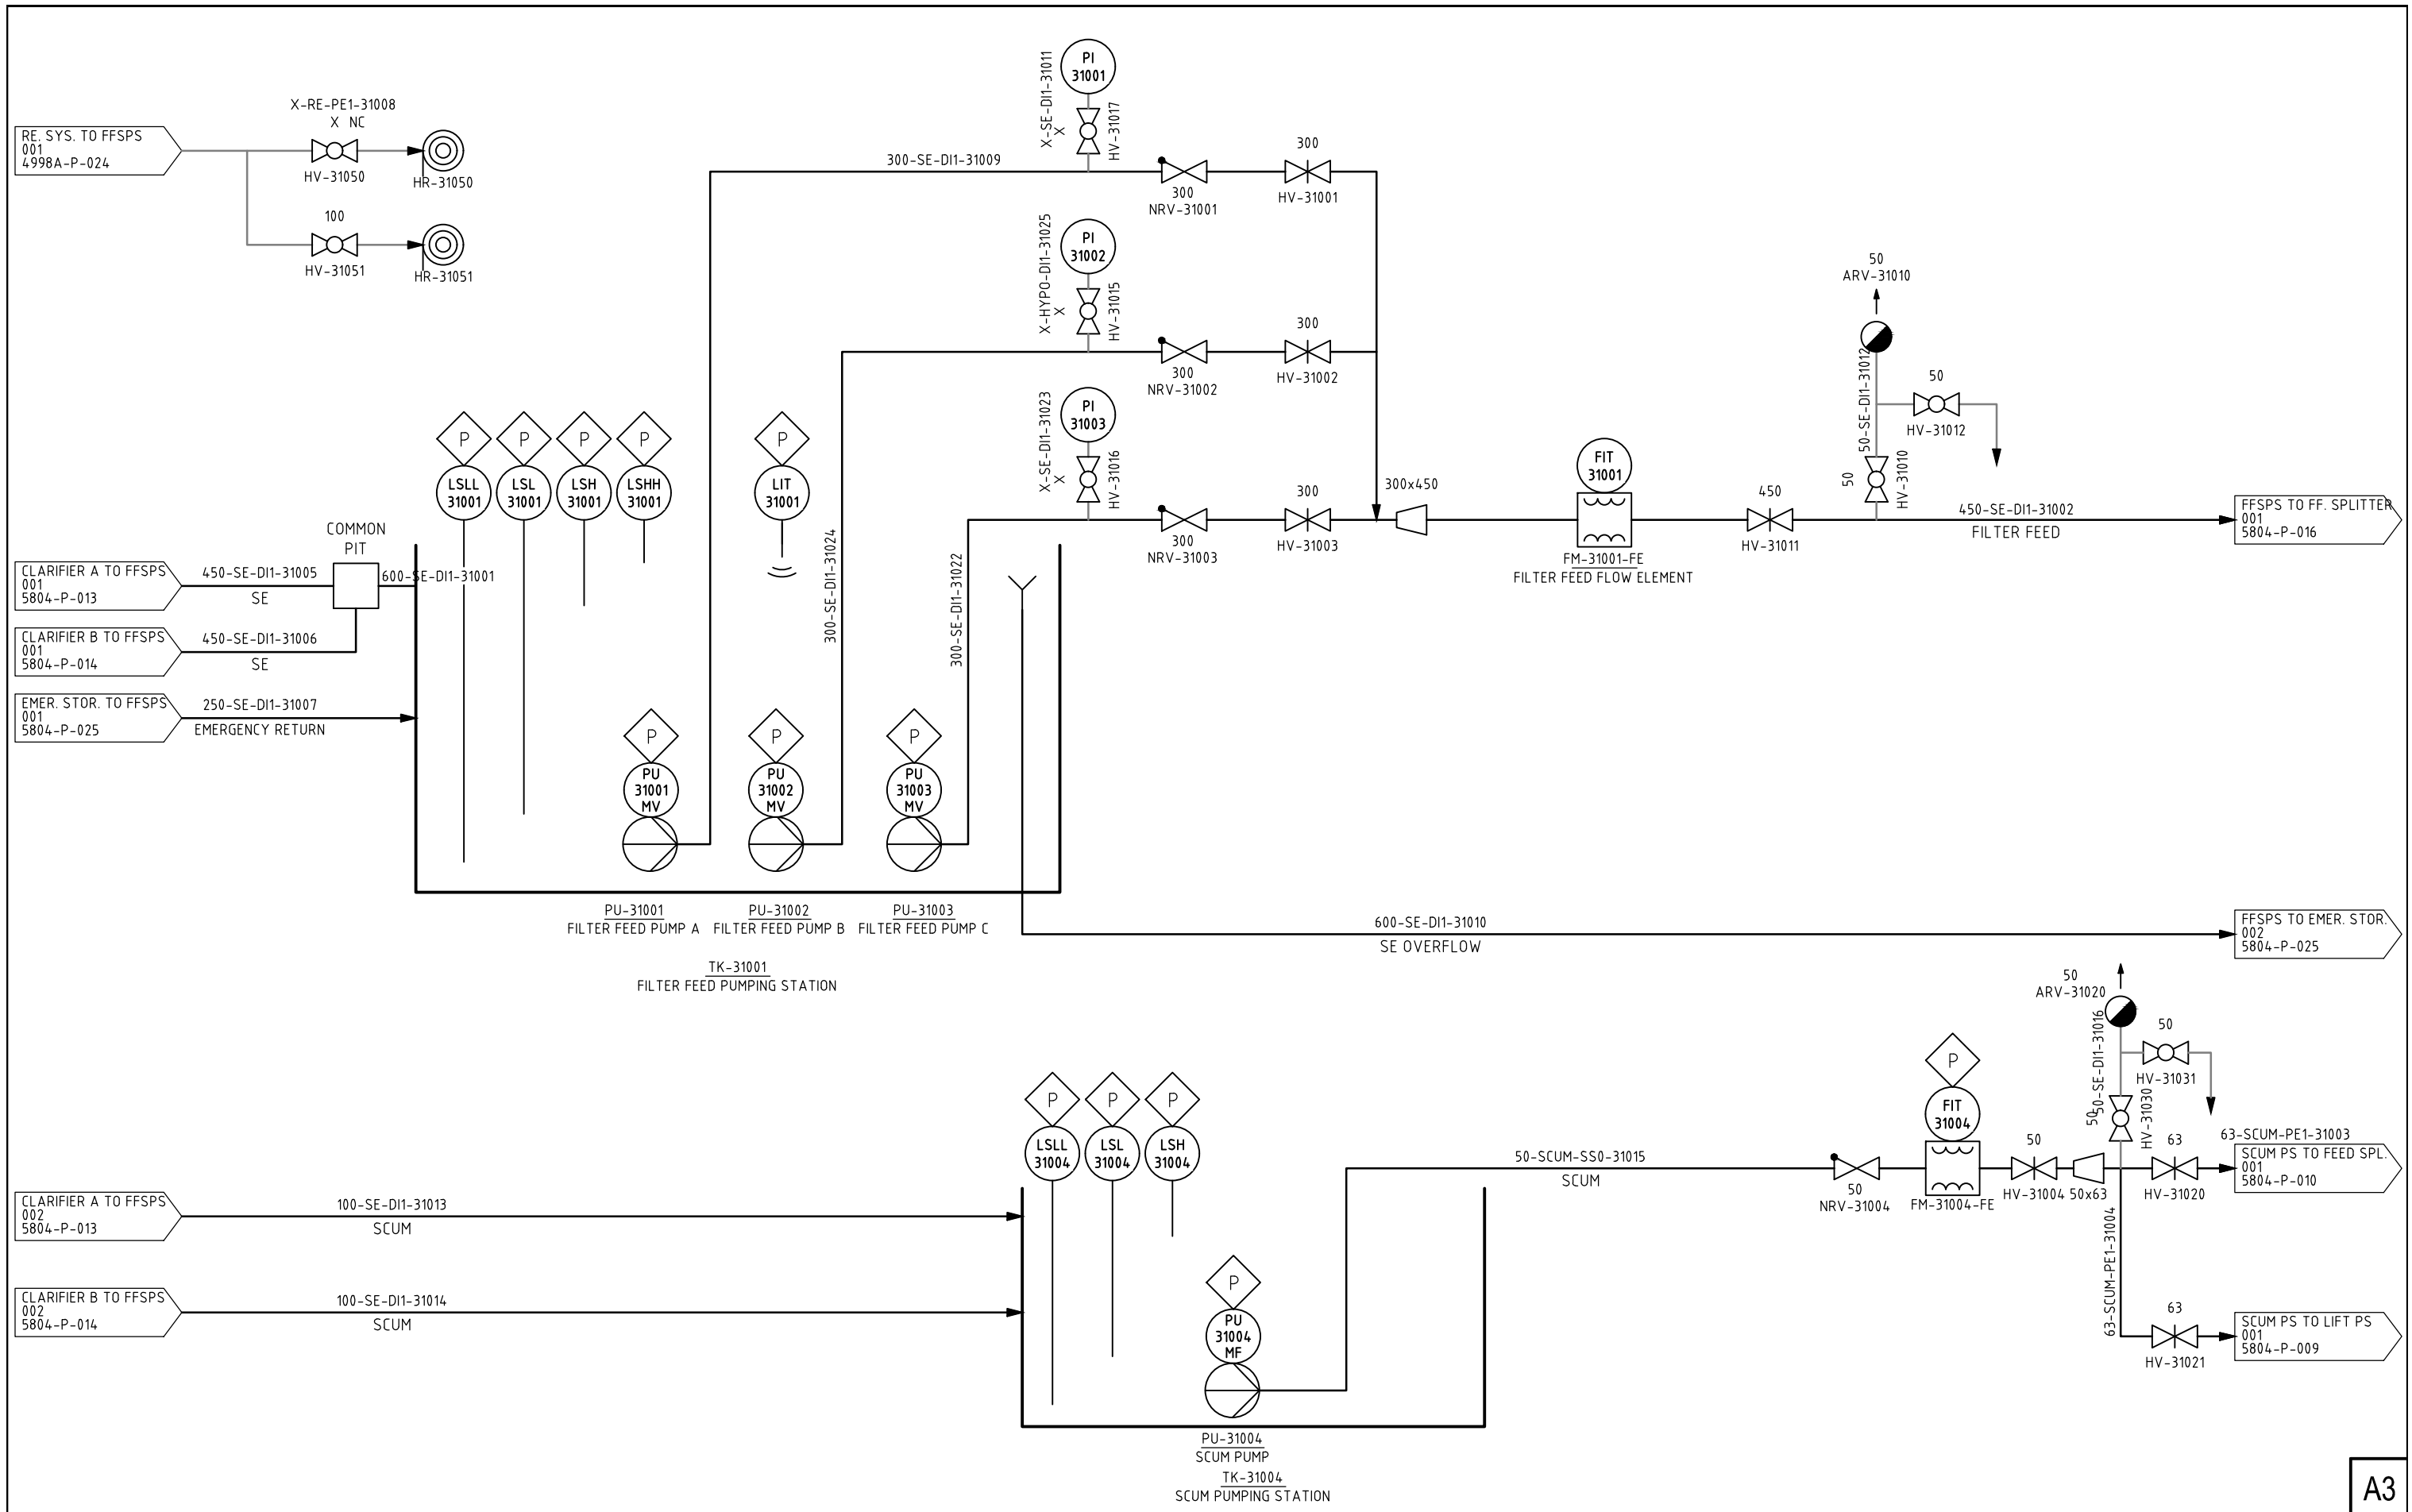 RE. SYS. TO FFSPS
001
4998A-P-024
X-RE-PE1-31008
X NC
HV-31050
HR-31050
100
HV-31051
HR-31051
PI
31001
X-SE-DI1-31011
X
HV-31017
300-SE-DI1-31009
300
NRV-31001
300
HV-31001
PI
31002
X-HYPO-DI1-31025
X
HV-31015
300
NRV-31002
300
HV-31002
PI
31003
X-SE-DI1-31023
X
HV-31016
300
NRV-31003
300
HV-31003
300x450
FIT
31001
FM-31001-FE
FILTER FEED FLOW ELEMENT
450
HV-31011
50
ARV-31010
50-SE-DI1-31012
50
HV-31012
50
HV-31010
450-SE-DI1-31002
FILTER FEED
FFSPS TO FF. SPLITTER
001
5804-P-016
P
LSLL
31001
P
LSL
31001
P
LSH
31001
P
LSHH
31001
P
LIT
31001
COMMON
PIT
CLARIFIER A TO FFSPS
001
5804-P-013
450-SE-DI1-31005
SE
600-SE-DI1-31001
CLARIFIER B TO FFSPS
001
5804-P-014
450-SE-DI1-31006
SE
EMER. STOR. TO FFSPS
001
5804-P-025
250-SE-DI1-31007
EMERGENCY RETURN
300-SE-DI1-31024
300-SE-DI1-31022
P
PU
31001
MV
P
PU
31002
MV
P
PU
31003
MV
PU-31001
FILTER FEED PUMP A
PU-31002
FILTER FEED PUMP B
PU-31003
FILTER FEED PUMP C
TK-31001
FILTER FEED PUMPING STATION
600-SE-DI1-31010
SE OVERFLOW
FFSPS TO EMER. STOR.
002
5804-P-025
50
ARV-31020
50-SE-DI1-31016
50
HV-31031
50
HV-31030
P
FIT
31004
P
LSLL
31004
P
LSL
31004
P
LSH
31004
50-SCUM-SS0-31015
SCUM
50
NRV-31004
FM-31004-FE
50
HV-31004
50x63
63
HV-31020
63-SCUM-PE1-31003
SCUM PS TO FEED SPL.
001
5804-P-010
CLARIFIER A TO FFSPS
002
5804-P-013
100-SE-DI1-31013
SCUM
63-SCUM-PE1-31004
CLARIFIER B TO FFSPS
002
5804-P-014
100-SE-DI1-31014
SCUM
P
PU
31004
MF
63
HV-31021
SCUM PS TO LIFT PS
001
5804-P-009
PU-31004
SCUM PUMP
TK-31004
SCUM PUMPING STATION
A3